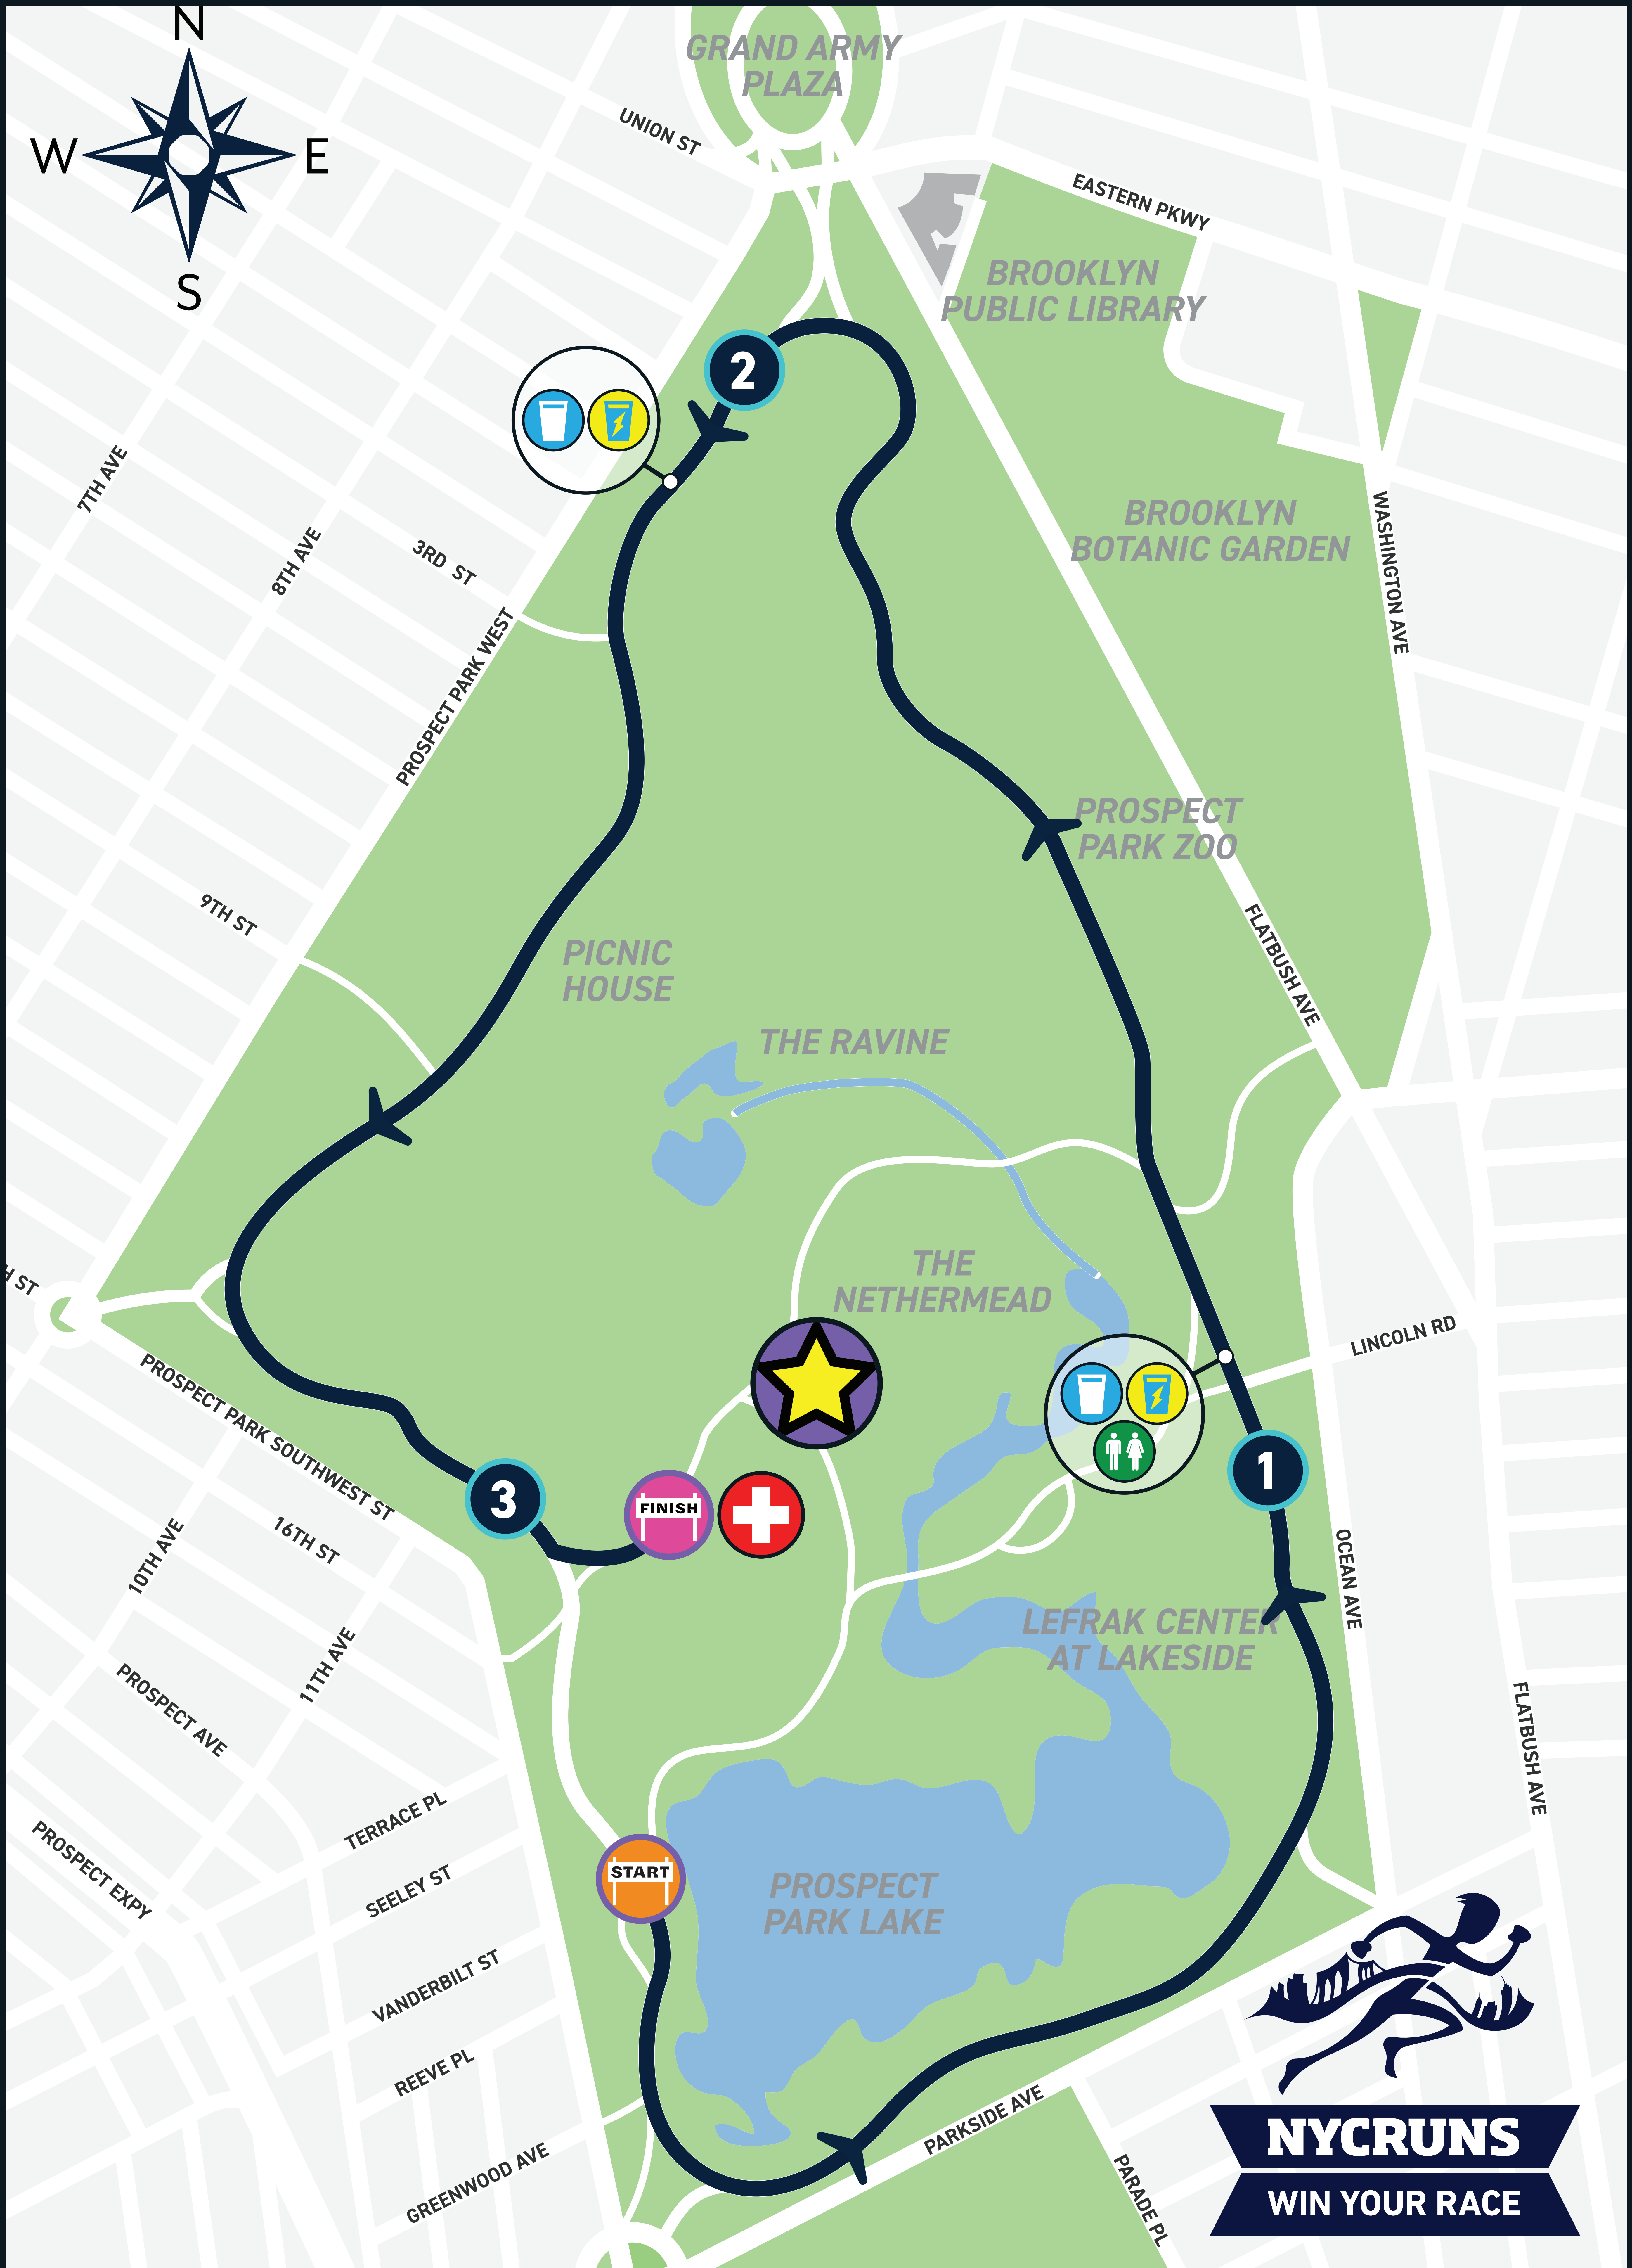 N
GRAND ARMY
PLAZA
UNION ST
W
E
EASTERN PKWY
S
BROOKLYN
PUBLIC LIBRARY
2
7TH AVE
8TH AVE
3RD ST
BROOKLYN
BOTANIC GARDEN
WASHINGTON AVE
PROSPECT PARK WEST
PROSPECT
PARK ZOO
9TH ST
PICNIC
HOUSE
FLATBUSH AVE
THE RAVINE
THE
NETHERMEAD
H ST
LINCOLN RD
PROSPECT PARK SOUTHWEST ST
1
3
FINISH
16TH ST
10TH AVE
OCEAN AVE
LEFRAK CENTER
AT LAKESIDE
11TH AVE
PROSPECT AVE
FLATBUSH AVE
TERRACE PL
PROSPECT EXPY
START
SEELEY ST
PROSPECT
PARK LAKE
VANDERBILT ST
REEVE PL
PARKSIDE AVE
GREENWOOD AVE
PARADE PL
NYCRUNS
WIN YOUR RACE